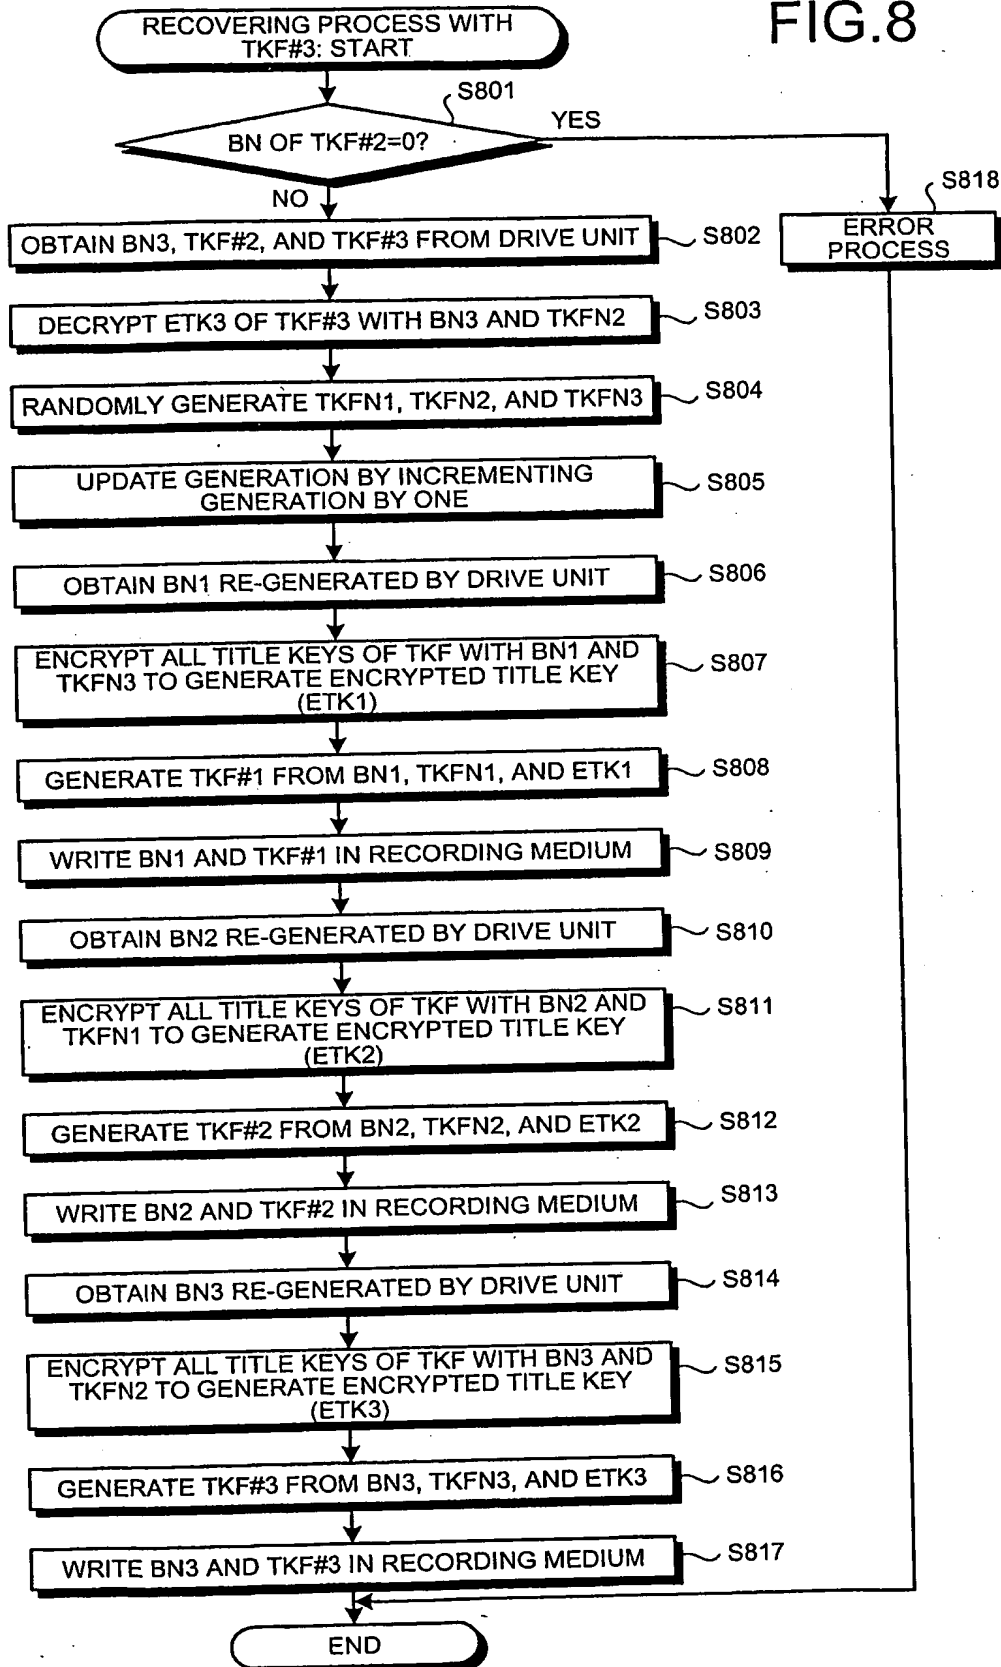 FIG.8
RECOVERING PROCESS WITH
TKF#3: START
S801
BN OF TKF#2=0?
YES
NO
S818
ERROR
PROCESS
OBTAIN BN3, TKF#2, AND TKF#3 FROM DRIVE UNIT
S802
DECRYPT ETK3 OF TKF#3 WITH BN3 AND TKFN2
S803
RANDOMLY GENERATE TKFN1, TKFN2, AND TKFN3
S804
UPDATE GENERATION BY INCREMENTING
GENERATION BY ONE
S805
OBTAIN BN1 RE-GENERATED BY DRIVE UNIT
S806
ENCRYPT ALL TITLE KEYS OF TKF WITH BN1 AND
TKFN3 TO GENERATE ENCRYPTED TITLE KEY
(ETK1)
S807
GENERATE TKF#1 FROM BN1, TKFN1, AND ETK1
S808
WRITE BN1 AND TKF#1 IN RECORDING MEDIUM
S809
OBTAIN BN2 RE-GENERATED BY DRIVE UNIT
S810
ENCRYPT ALL TITLE KEYS OF TKF WITH BN2 AND
TKFN1 TO GENERATE ENCRYPTED TITLE KEY
(ETK2)
S811
GENERATE TKF#2 FROM BN2, TKFN2, AND ETK2
S812
WRITE BN2 AND TKF#2 IN RECORDING MEDIUM
S813
OBTAIN BN3 RE-GENERATED BY DRIVE UNIT
S814
ENCRYPT ALL TITLE KEYS OF TKF WITH BN3 AND
TKFN2 TO GENERATE ENCRYPTED TITLE KEY
(ETK3)
S815
GENERATE TKF#3 FROM BN3, TKFN3, AND ETK3
S816
WRITE BN3 AND TKF#3 IN RECORDING MEDIUM
S817
END